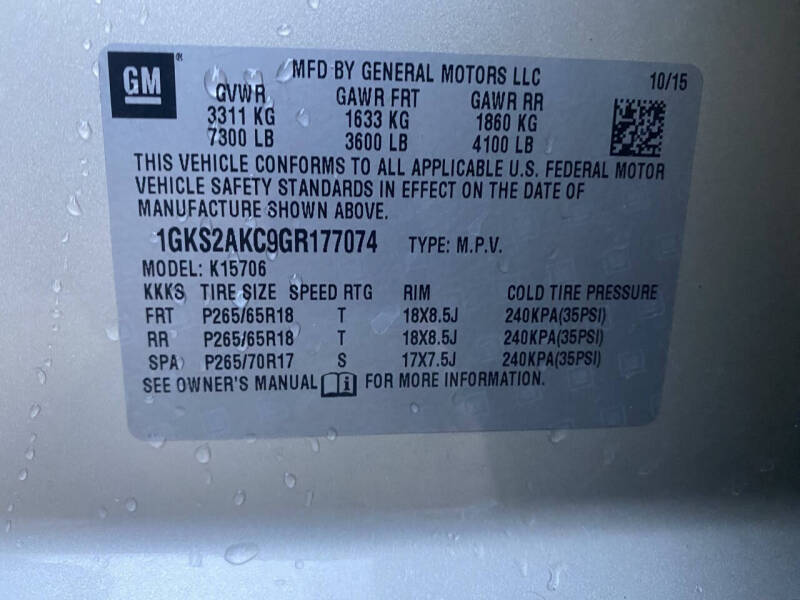 GM®
MFD BY GENERAL MOTORS LLC 10/15
GVWR GAWR FRT GAWR RR
3311 KG 1633 KG 1860 KG
7300 LB 3600 LB 4100 LB
THIS VEHICLE CONFORMS TO ALL APPLICABLE U.S. FEDERAL MOTOR
VEHICLE SAFETY STANDARDS IN EFFECT ON THE DATE OF
MANUFACTURE SHOWN ABOVE.
1GKS2AKC9GR177074 TYPE: M.P.V.
MODEL: K15706
KKKS TIRE SIZE SPEED RTG RIM COLD TIRE PRESSURE
FRT P265/65R18 T 18X8.5J 240KPA(35PSI)
RR P265/65R18 T 18X8.5J 240KPA(35PSI)
SPA P265/70R17 S 17X7.5J 240KPA(35PSI)
SEE OWNER'S MANUAL i FOR MORE INFORMATION.